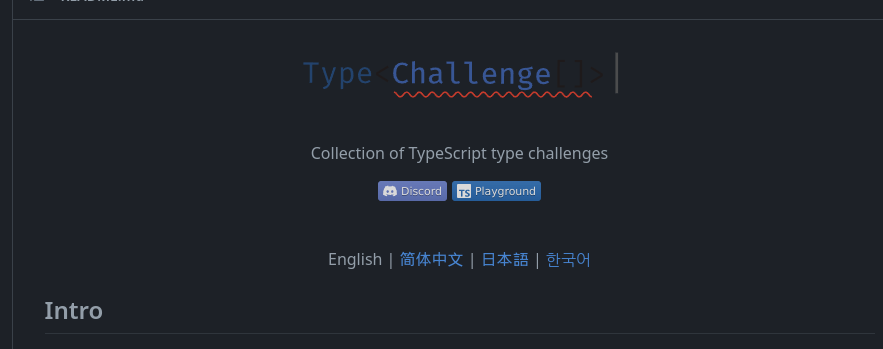 Type<Challenge[]>
Collection of TypeScript type challenges
Discord TS Playground
English | 简体中文 | 日本語 | 한국어
Intro